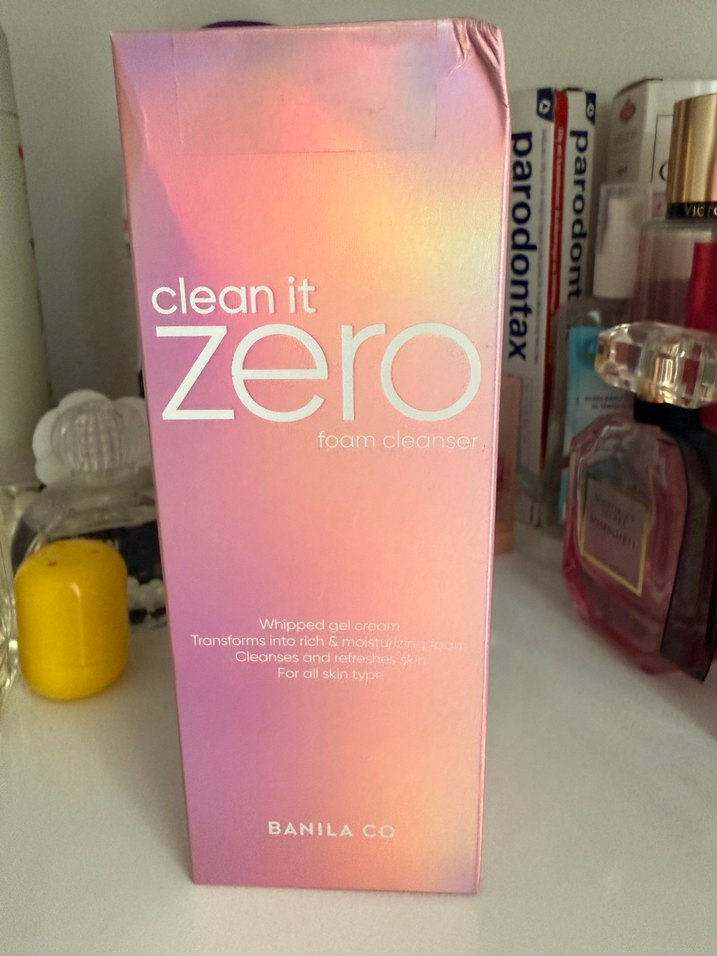 clean it
zero
foam cleanser
Whipped gel cream
Transforms into rich & moisturizing foam
Cleanses and refreshes skin
For all skin type
BANILA CO
parodontax
parodont
VICTO